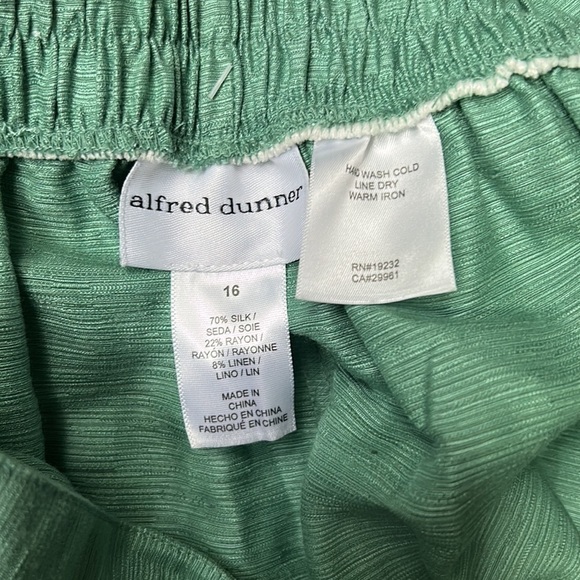 alfred dunner
16
70% SILK /
SEDA / SOIE
22% RAYON /
RAYÓN / RAYONNE
8% LINEN /
LINO / LIN
MADE IN
CHINA
HECHO EN CHINA
FABRIQUÉ EN CHINE
HAND WASH COLD
LINE DRY
WARM IRON
RN#19232
CA#29961